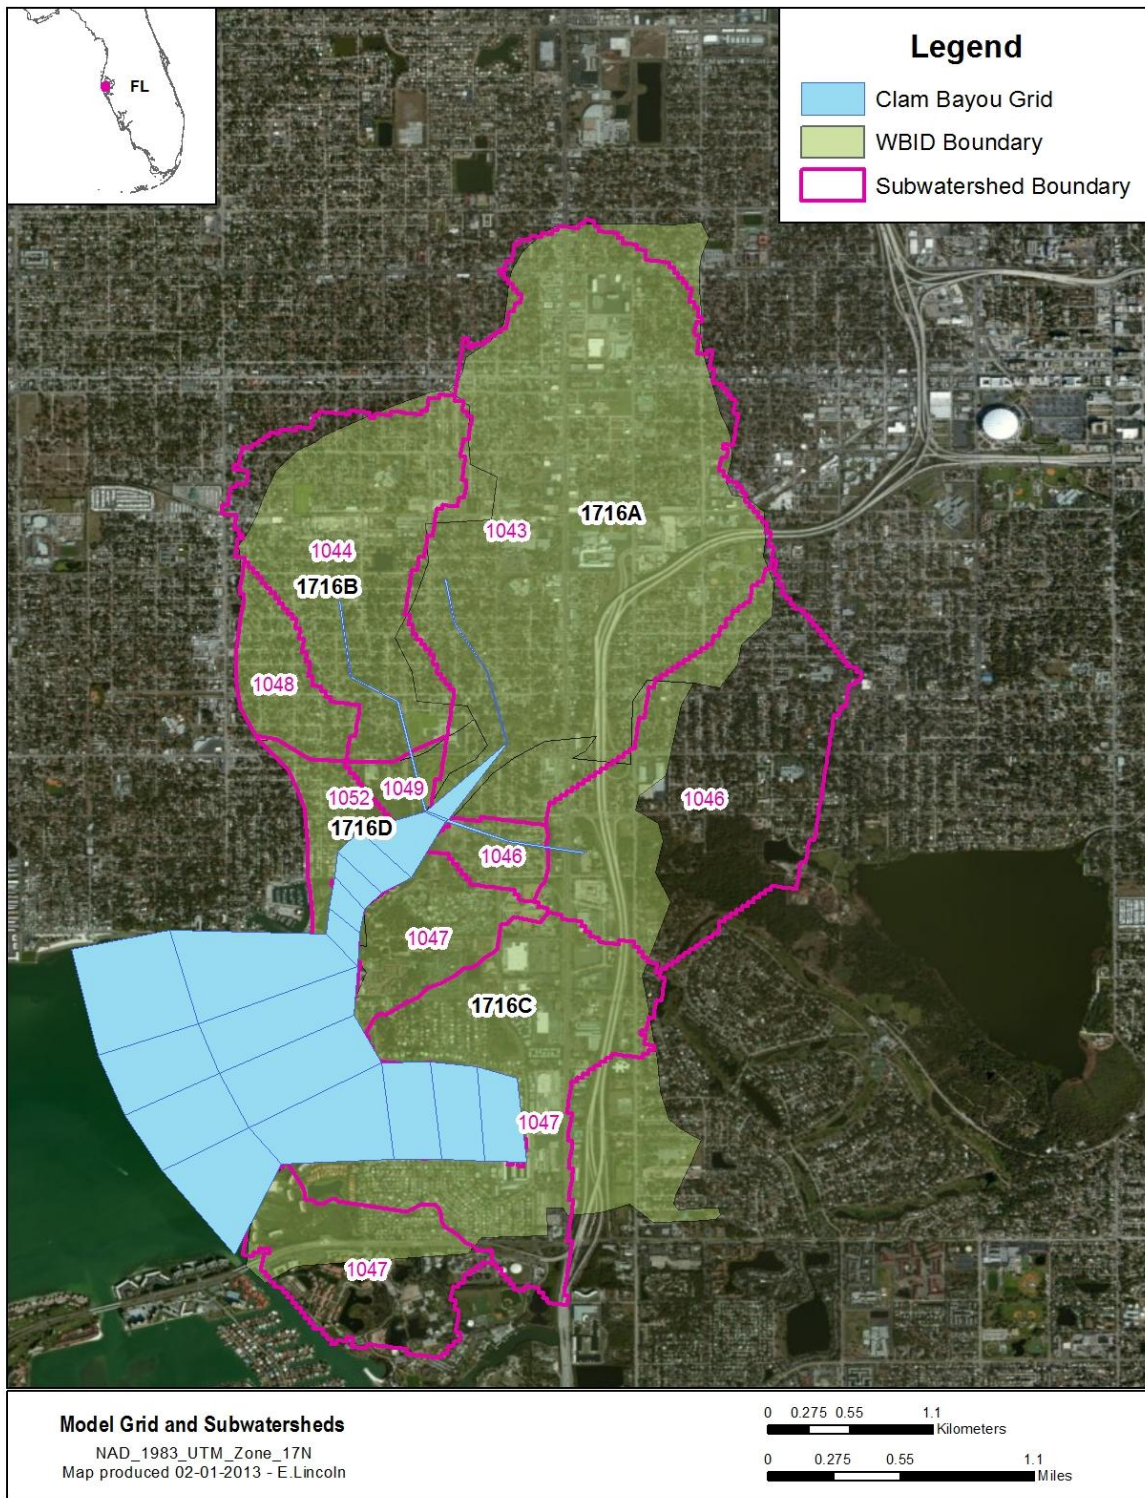 FL
Legend
Clam Bayou Grid
WBID Boundary
Subwatershed Boundary
1716A
1043
1044
1716B
1048
1049
1052
1046
1716D
1046
1047
1716C
1047
1047
Model Grid and Subwatersheds
NAD_1983_UTM_Zone_17N
Map produced 02-01-2013 - E.Lincoln
0 0.275 0.55 1.1
Kilometers
0 0.275 0.55 1.1
Miles